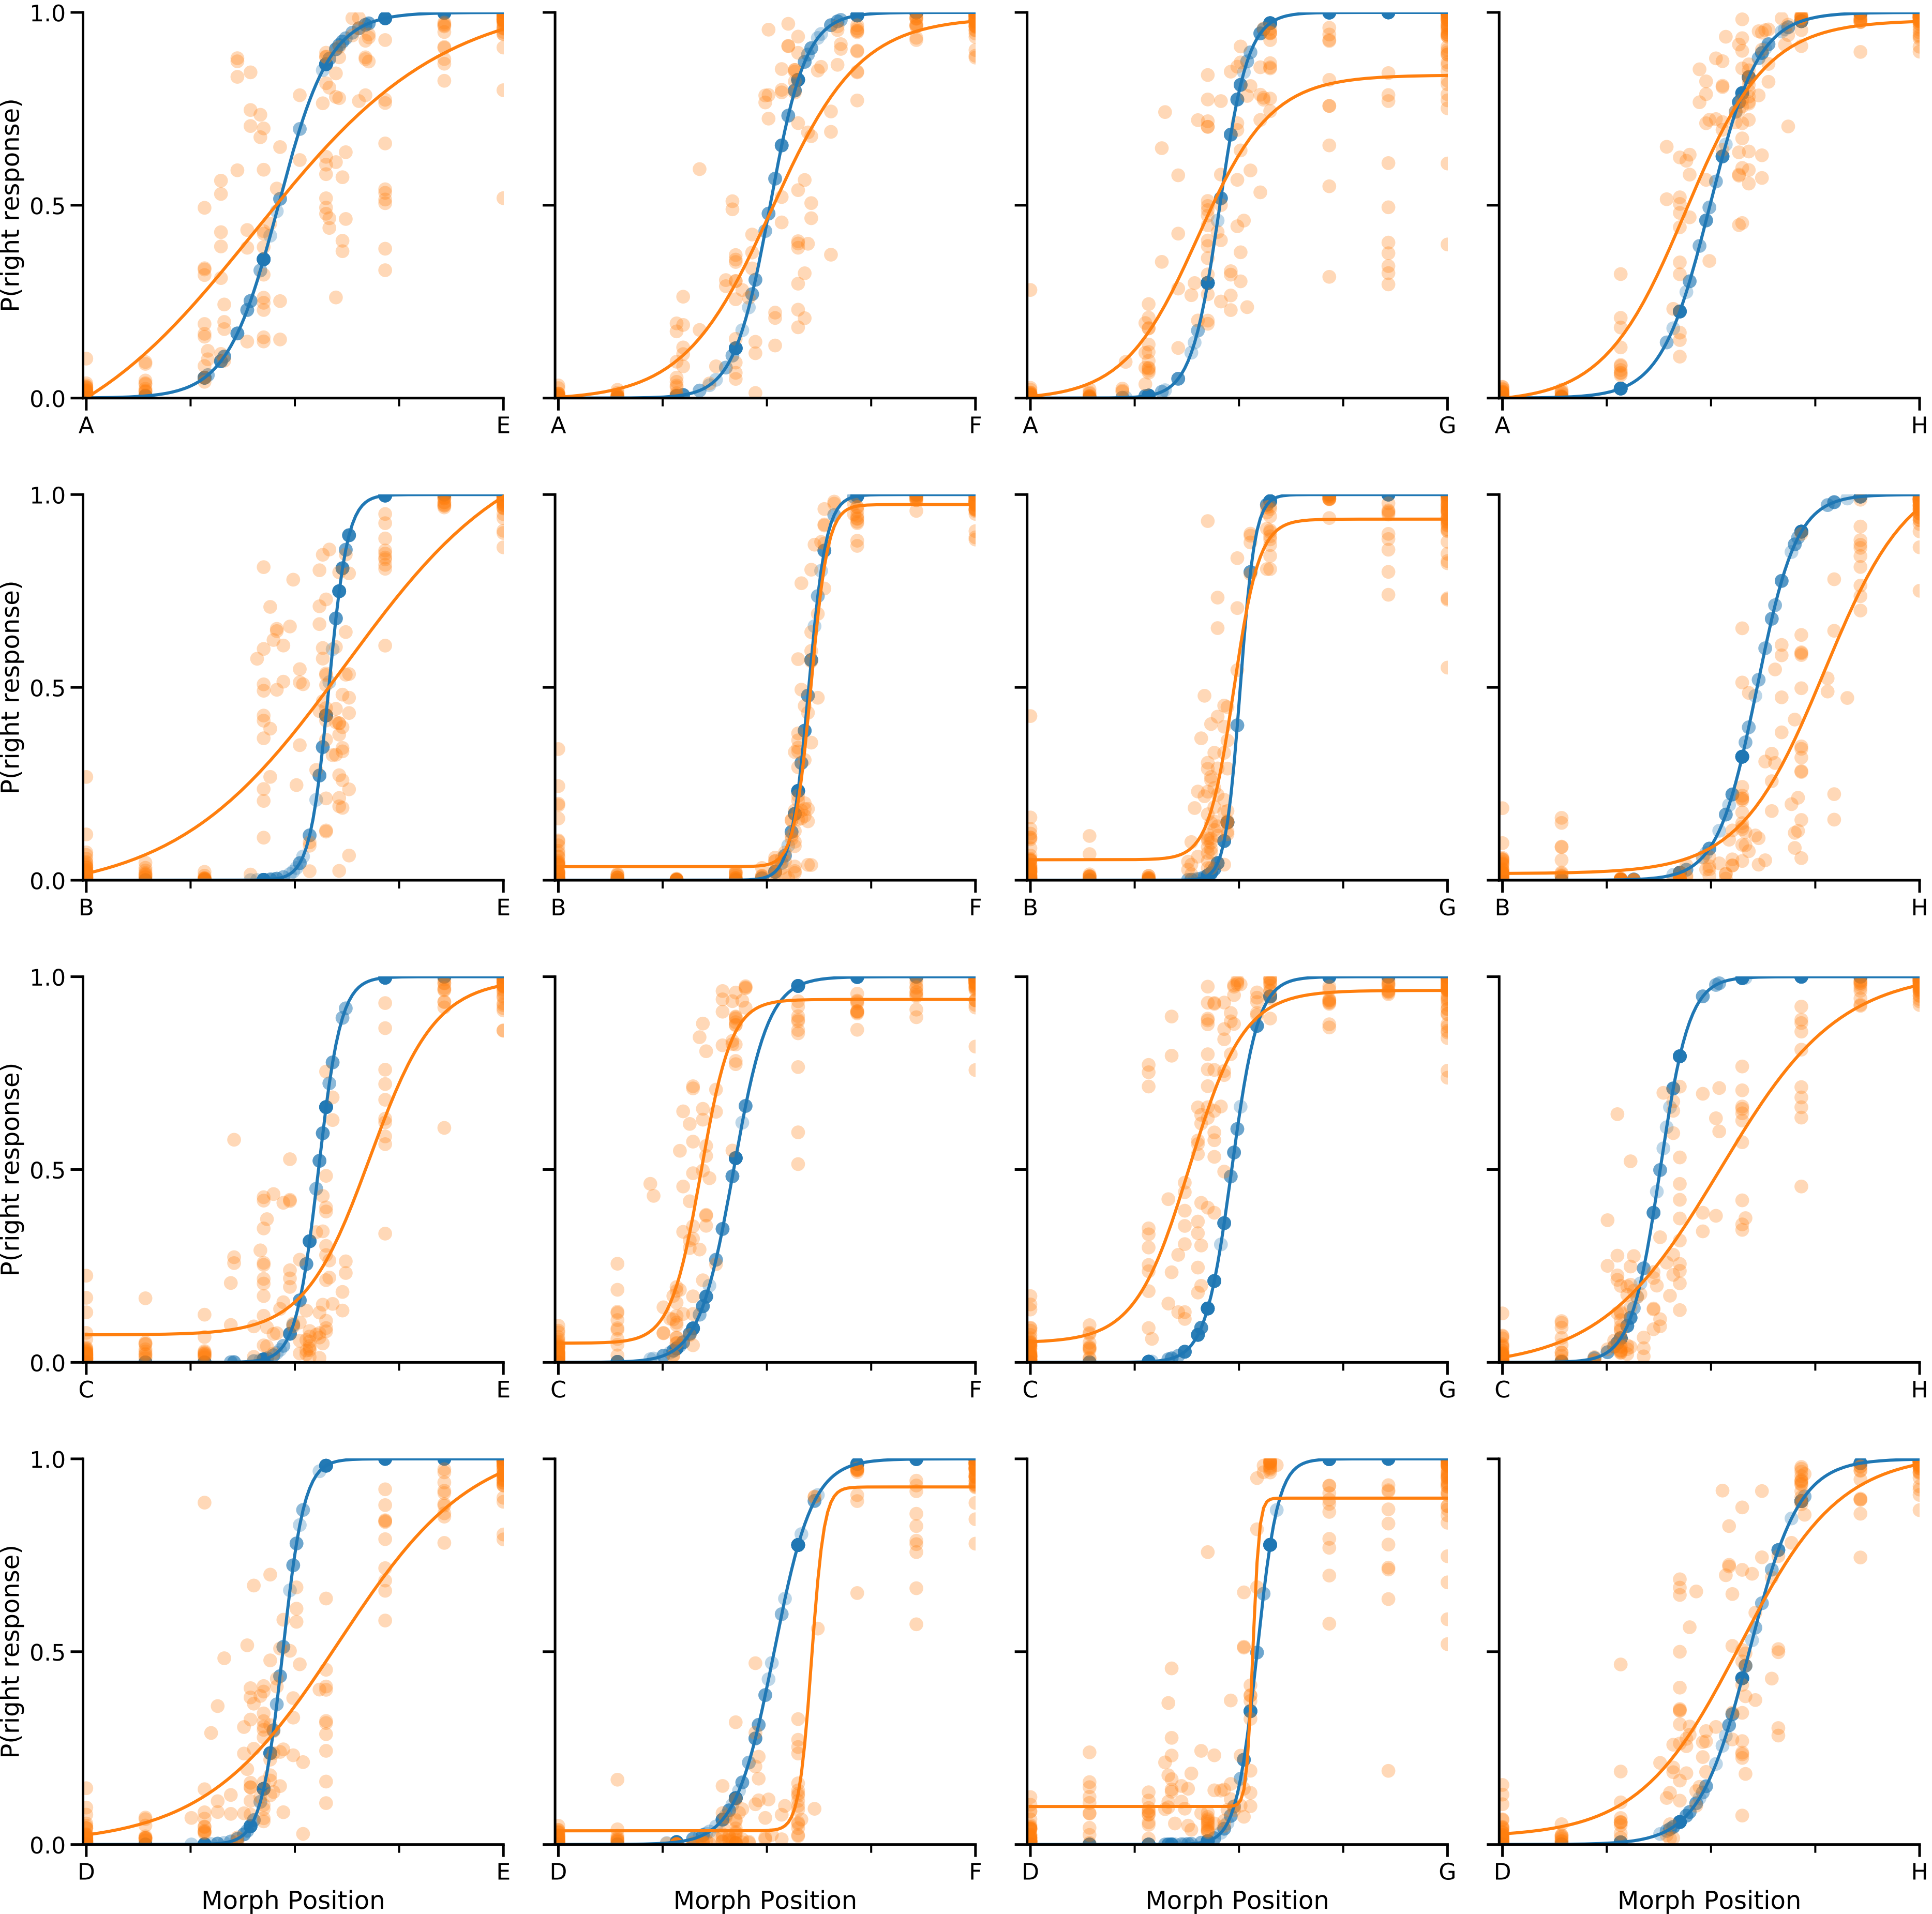 P(right response)
1.0
0.5
0.0
A E
A F
A G
A H
P(right response)
1.0
0.5
0.0
B E
B F
B G
B H
P(right response)
1.0
0.5
0.0
C E
C F
C G
C H
P(right response)
1.0
0.5
0.0
D E
D F
D G
D H
Morph Position
Morph Position
Morph Position
Morph Position